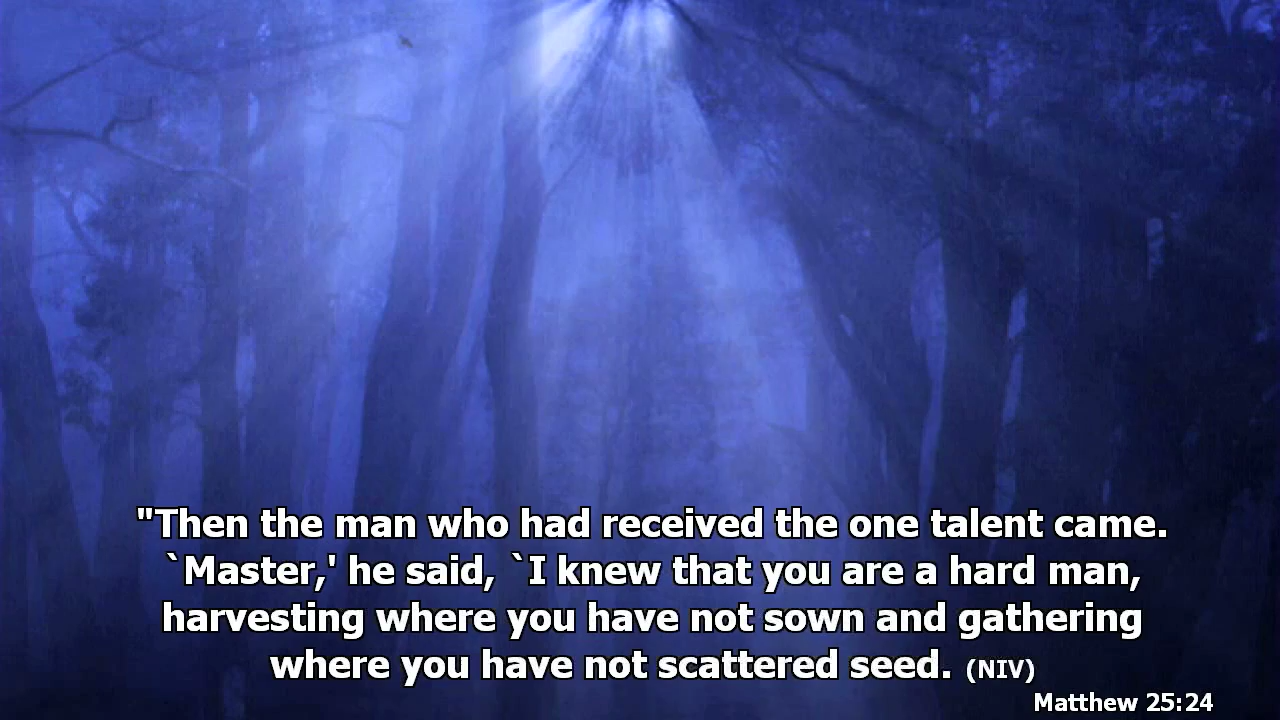 "Then the man who had received the one talent came.
`Master,' he said, `I knew that you are a hard man,
harvesting where you have not sown and gathering
where you have not scattered seed. (NIV)
Matthew 25:24